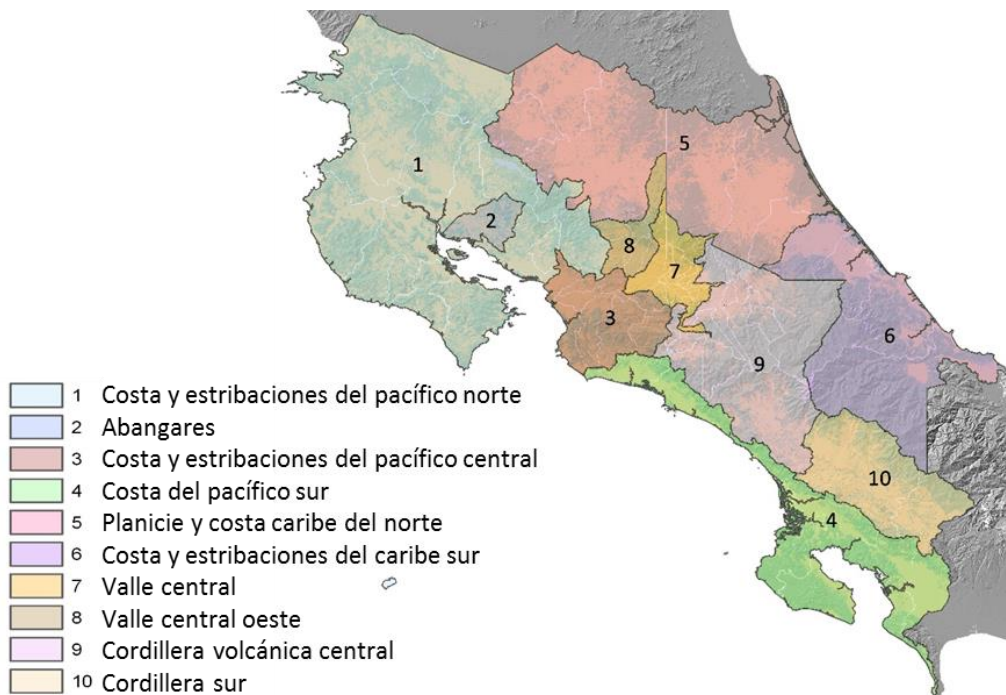 5
1
2
8
7
3
6
9
10
4
1 Costa y estribaciones del pacífico norte
2 Abangares
3 Costa y estribaciones del pacífico central
4 Costa del pacífico sur
5 Planicie y costa caribe del norte
6 Costa y estribaciones del caribe sur
7 Valle central
8 Valle central oeste
9 Cordillera volcánica central
10 Cordillera sur